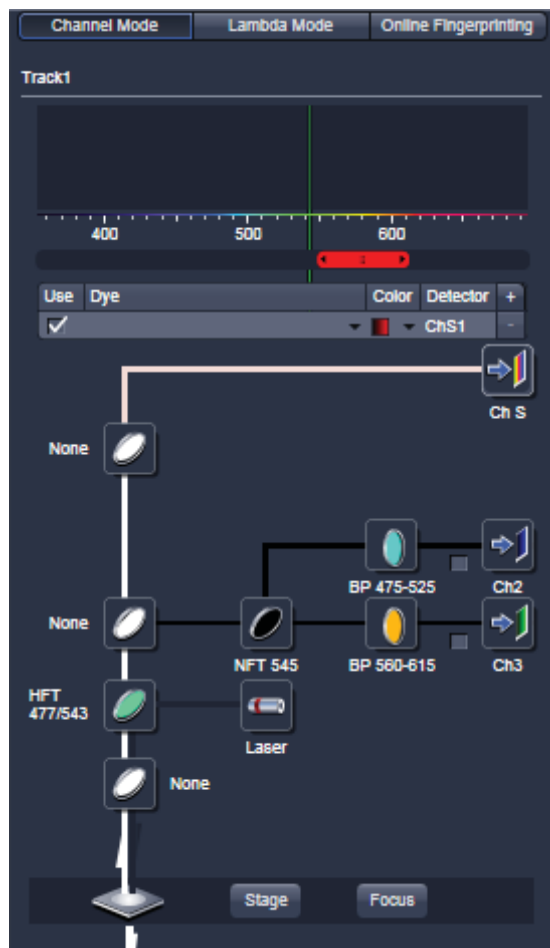 Channel Mode Lambda Mode Online Fingerprinting
Track1
400 500 600
Use Dye Color Detector +
ChS1 -
Ch S
None
BP 475-525 Ch2
None
NFT 545 BP 560-615 Ch3
HFT
477/543
Laser
None
Stage Focus